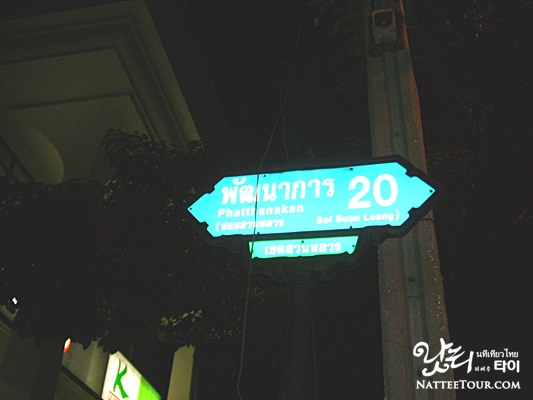 พัฒนาการ 20
Phatthanakan
(ซอยสวนหลวง Soi Suan Luang)
เขตสวนหลวง
K
นทีเทียวไทย
타이
NATTEETOUR.COM